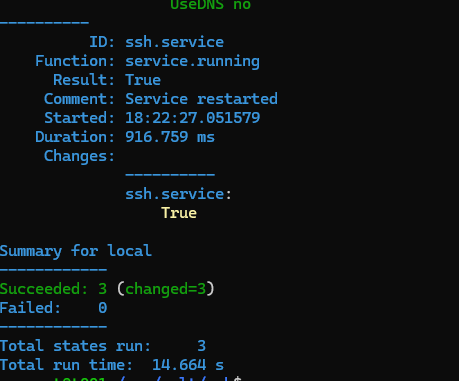 UseDNS no
----------
ID: ssh.service
Function: service.running
Result: True
Comment: Service restarted
Started: 18:22:27.051579
Duration: 916.759 ms
Changes:
----------
ssh.service:
True
Summary for local
------------
Succeeded: 3 (changed=3)
Failed: 0
------------
Total states run: 3
Total run time: 14.664 s